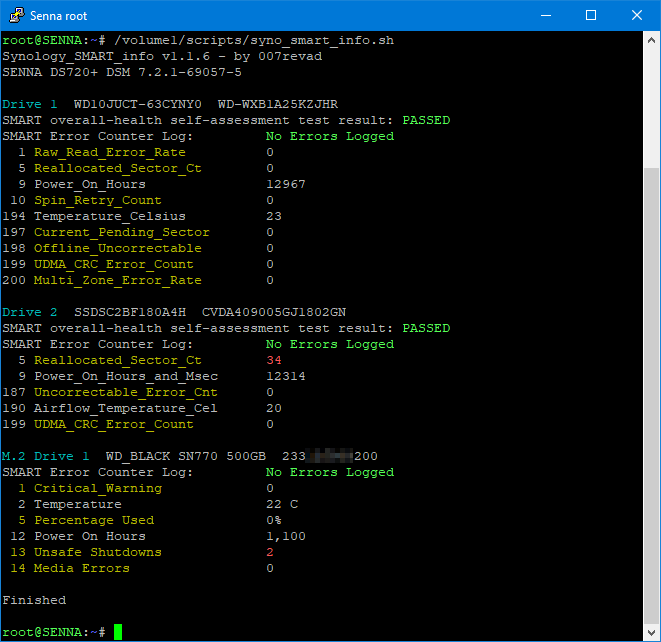 Senna root
root@SENNA:~# /volume1/scripts/syno_smart_info.sh
Synology_SMART_info v1.1.6 - by 007revad
SENNA DS720+ DSM 7.2.1-69057-5
Drive 1  WD10JUCT-63CYNY0  WD-WXB1A25KZJHR
SMART overall-health self-assessment test result: PASSED
SMART Error Counter Log:         No Errors Logged
  1 Raw_Read_Error_Rate          0
  5 Reallocated_Sector_Ct        0
  9 Power_On_Hours               12967
 10 Spin_Retry_Count             0
194 Temperature_Celsius          23
197 Current_Pending_Sector       0
198 Offline_Uncorrectable        0
199 UDMA_CRC_Error_Count         0
200 Multi_Zone_Error_Rate        0
Drive 2  SSDSC2BF180A4H  CVDA409005GJ1802GN
SMART overall-health self-assessment test result: PASSED
SMART Error Counter Log:         No Errors Logged
  5 Reallocated_Sector_Ct        34
  9 Power_On_Hours_and_Msec      12314
187 Uncorrectable_Error_Cnt      0
190 Airflow_Temperature_Cel      20
199 UDMA_CRC_Error_Count         0
M.2 Drive 1  WD_BLACK SN770 500GB  233 200
SMART Error Counter Log:         No Errors Logged
  1 Critical_Warning             0
  2 Temperature                  22 C
  5 Percentage Used              0%
 12 Power On Hours               1,100
 13 Unsafe Shutdowns             2
 14 Media Errors                 0
Finished
root@SENNA:~#